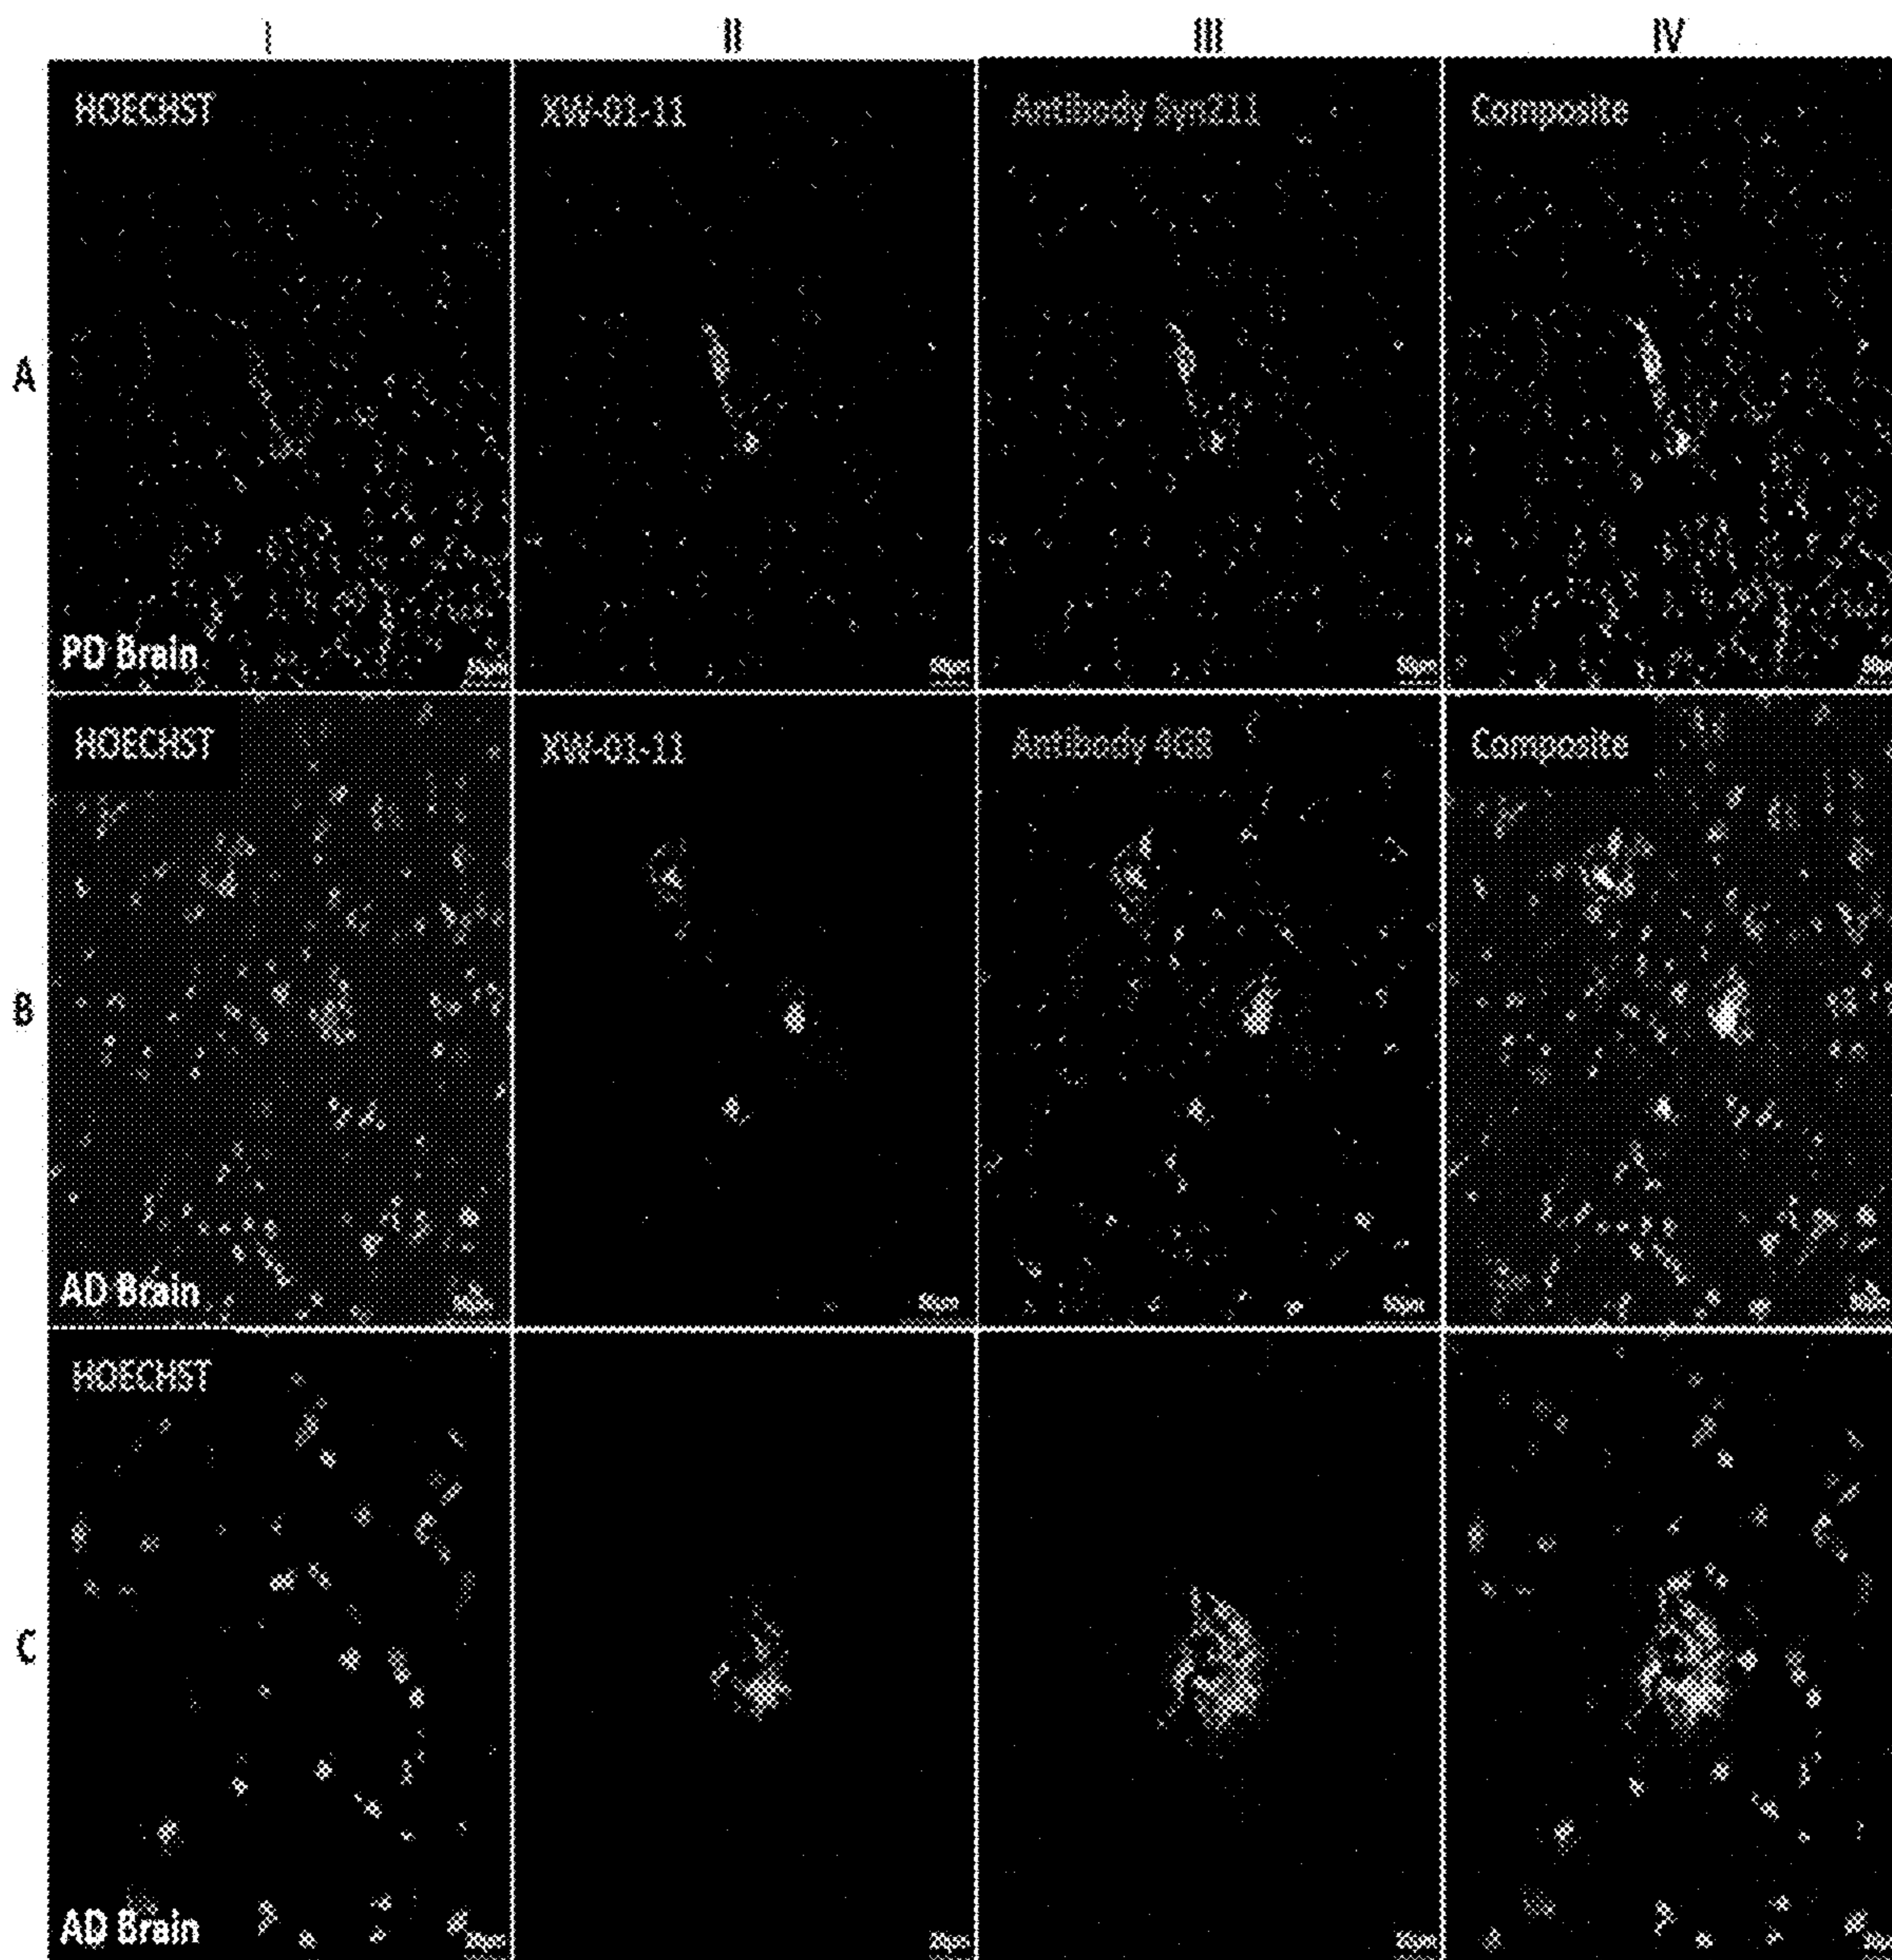 I II III IV
HOECHST XW-01-11 Antibody Syn211 Composite
A
PD Brain
HOECHST XW-01-11 Antibody 4G8 Composite
B
AD Brain
HOECHST
C
AD Brain